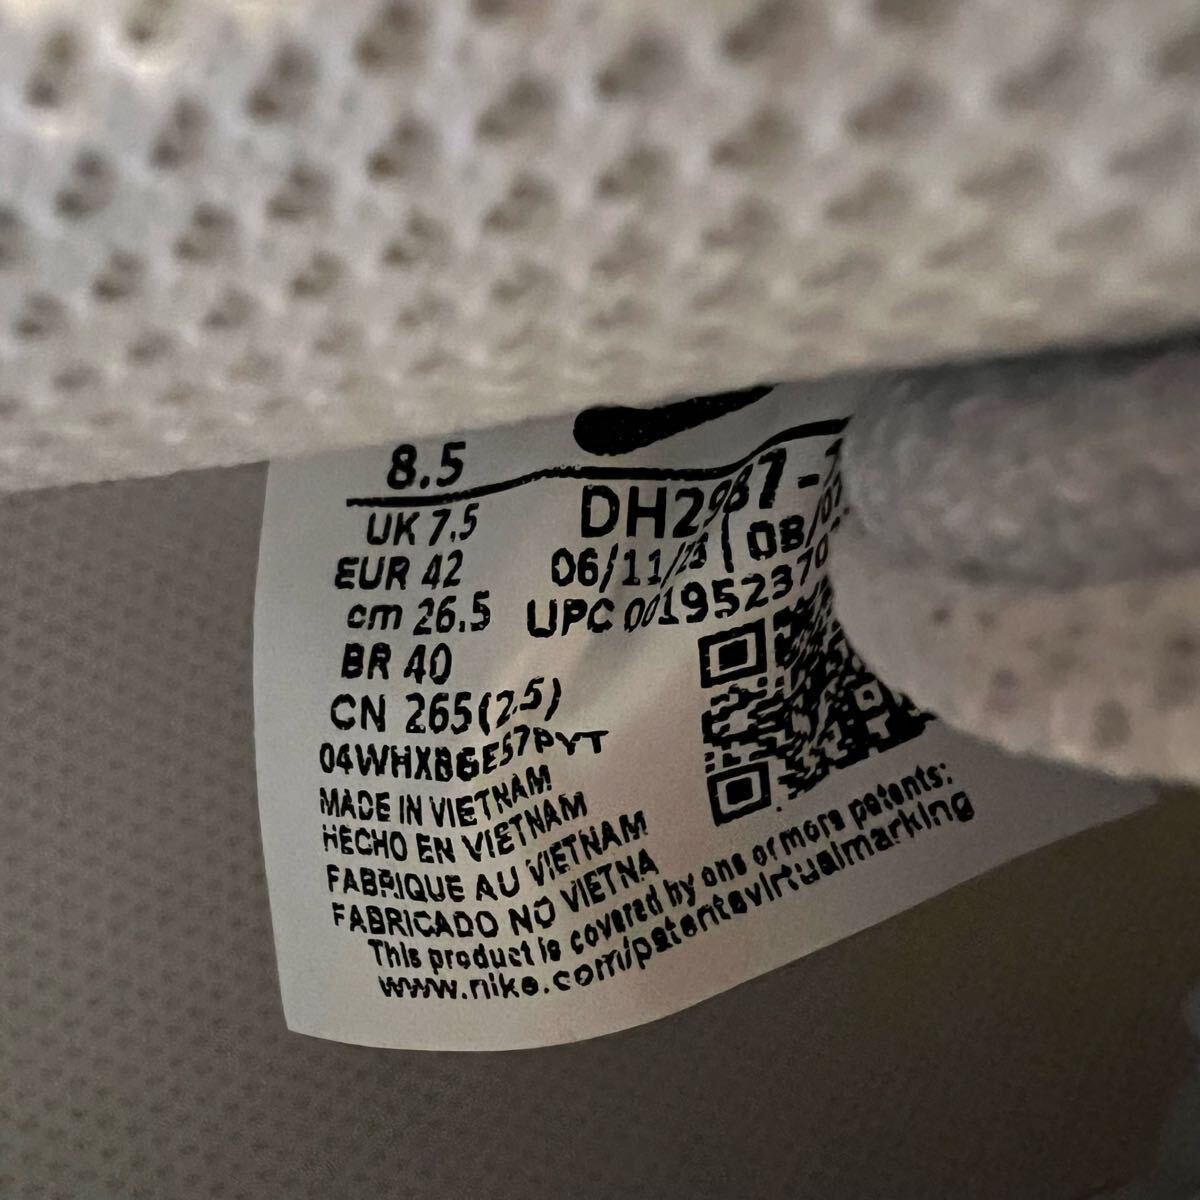 8.5
UK 7.5
EUR 42
cm 26.5
BR 40
CN 265(2.5)
04WHXB6E57PYT
MADE IN VIETNAM
HECHO EN VIETNAM
FABRIQUE AU VIETNAM
FABRICADO NO VIETNA
This product is covered by one or more patents:
www.nike.com/patentsvirtualmarking
DH2987-
06/11/23 | 08/
UPC 00195237